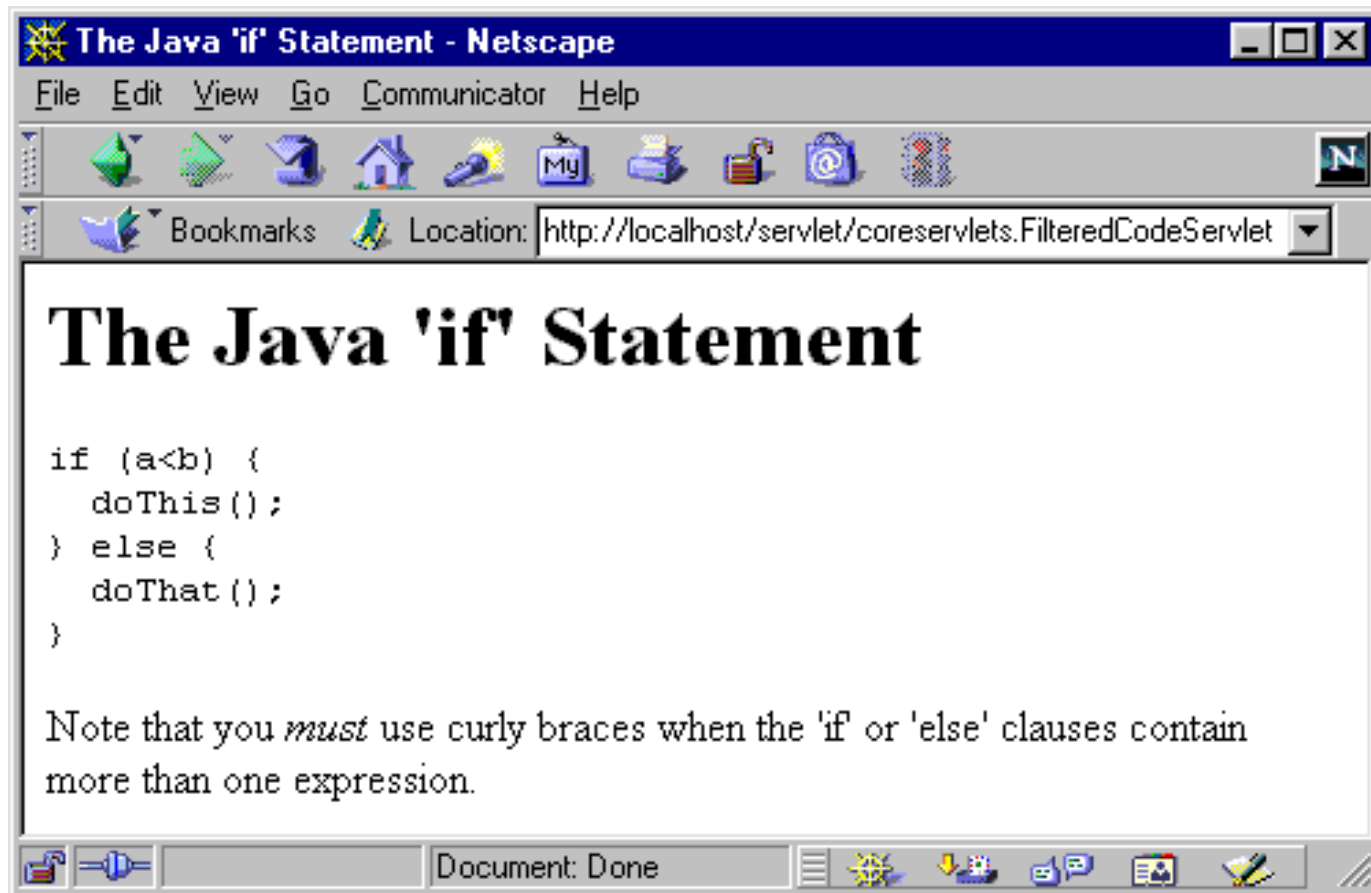 The Java 'if' Statement - Netscape
File Edit View Go Communicator Help
My
N
Bookmarks Location: http://localhost/servlet/coreservlets.FilteredCodeServlet
The Java 'if' Statement
if (a<b) {
  doThis();
} else {
  doThat();
}
Note that you must use curly braces when the 'if' or 'else' clauses contain
more than one expression.
Document: Done